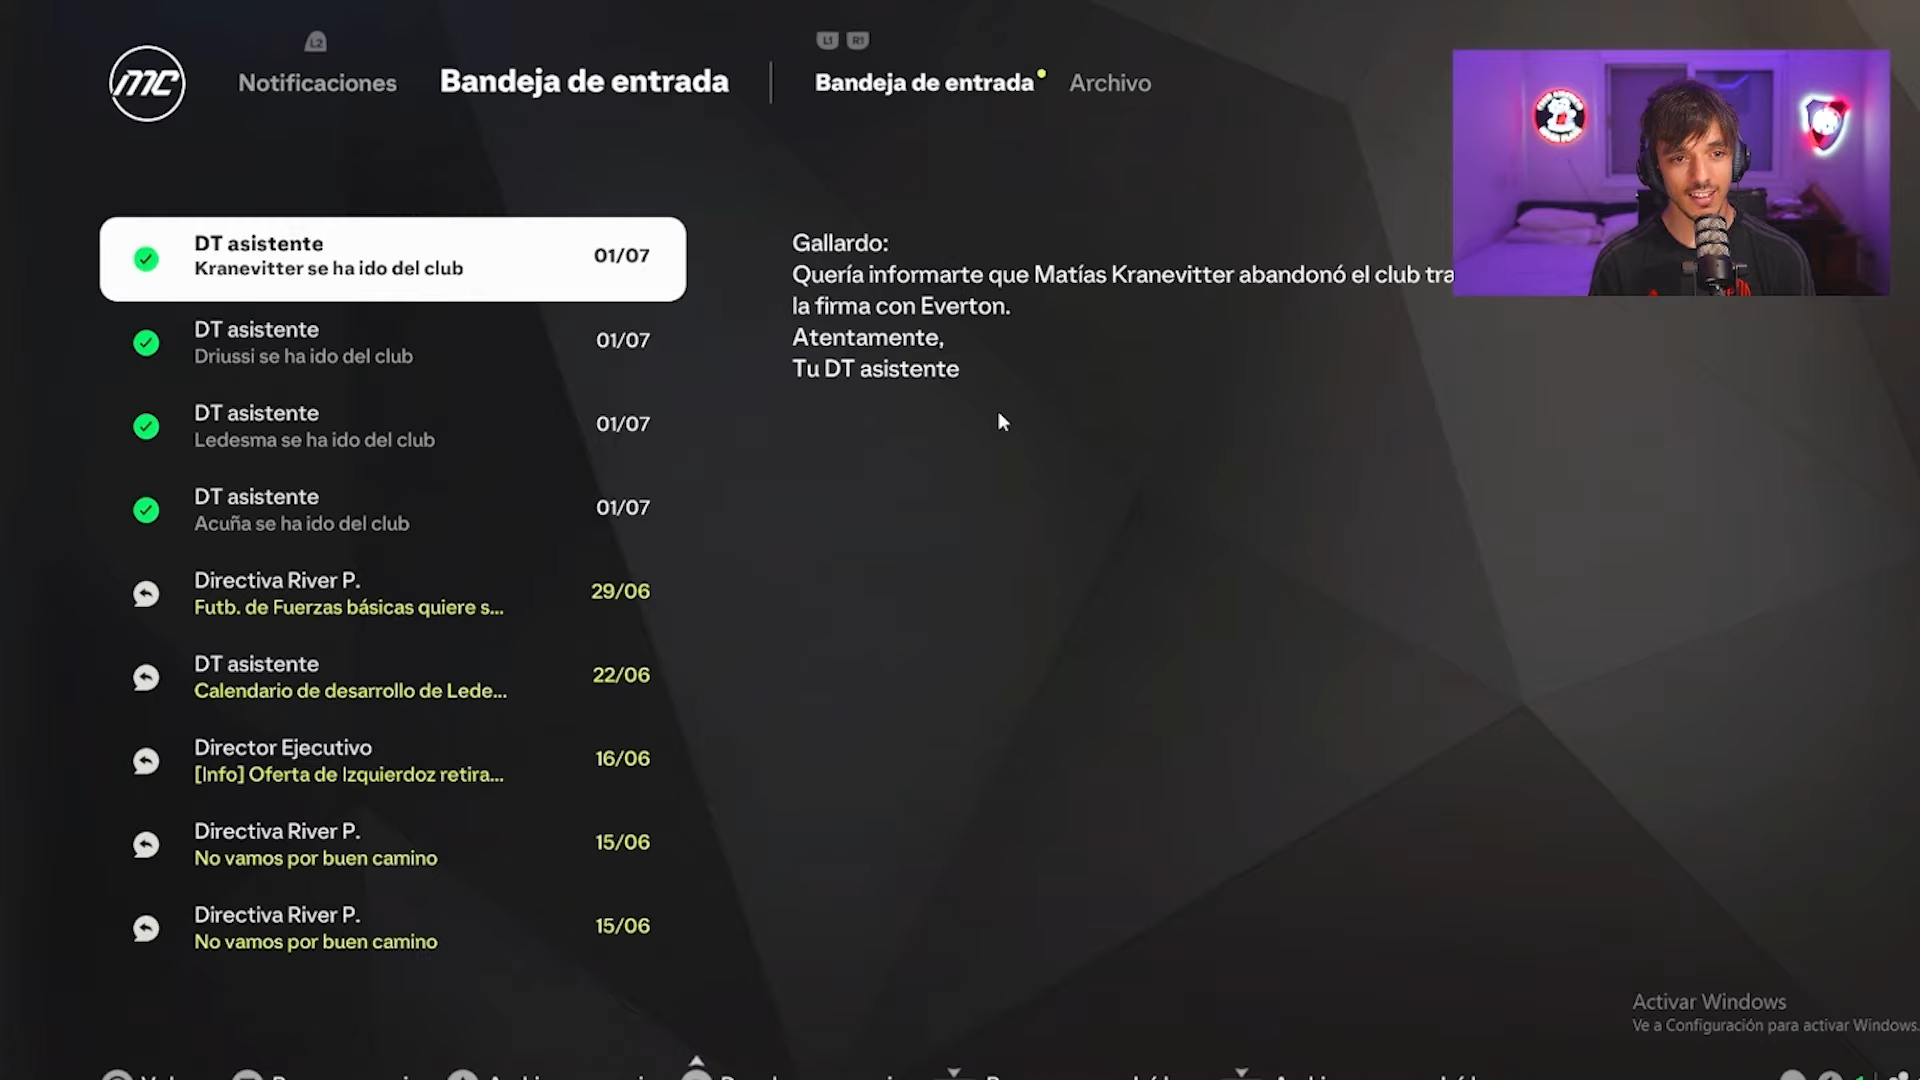 L2
L1 R1
MC
Notificaciones
Bandeja de entrada
Bandeja de entrada
Archivo
DT asistente
Kranevitter se ha ido del club
01/07
DT asistente
Driussi se ha ido del club
01/07
DT asistente
Ledesma se ha ido del club
01/07
DT asistente
Acuña se ha ido del club
01/07
Directiva River P.
Futb. de Fuerzas básicas quiere s...
29/06
DT asistente
Calendario de desarrollo de Lede...
22/06
Director Ejecutivo
[Info] Oferta de Izquierdoz retira...
16/06
Directiva River P.
No vamos por buen camino
15/06
Directiva River P.
No vamos por buen camino
15/06
Gallardo:
Quería informarte que Matías Kranevitter abandonó el club tra
la firma con Everton.
Atentamente,
Tu DT asistente
Activar Windows
Ve a Configuración para activar Windows.